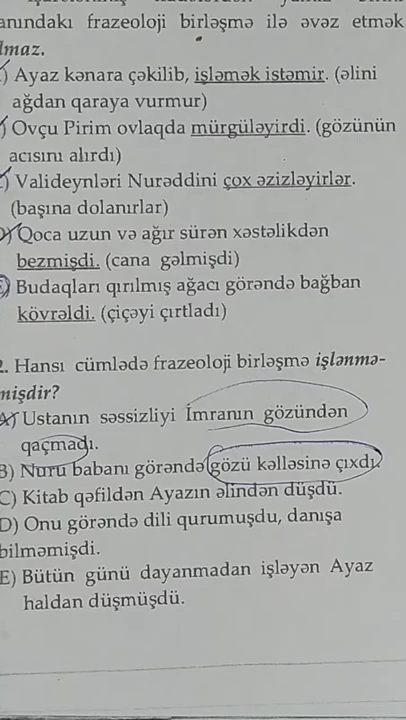 anındakı frazeoloji birləşmə ilə əvəz etmək
lmaz.
) Ayaz kənara çəkilib, işləmək istəmir. (əlini
ağdan qaraya vurmur)
) Ovçu Pirim ovlaqda mürgüləyirdi. (gözünün
acısını alırdı)
) Valideynləri Nurəddini çox əzizləyirlər.
(başına dolanırlar)
D) Qoca uzun və ağır sürən xəstəlikdən
bezmişdi. (cana gəlmişdi)
E) Budaqları qırılmış ağacı görəndə bağban
kövrəldi. (çiçəyi çırtladı)
2. Hansı cümlədə frazeoloji birləşmə işlənmə-
mişdir?
A) Ustanın səssizliyi İmranın gözündən
qaçmadı.
B) Nuru babanı görəndə gözü kəlləsinə çıxdı.
C) Kitab qəfildən Ayazın əlindən düşdü.
D) Onu görəndə dili qurumuşdu, danışa
bilməmişdi.
E) Bütün günü dayanmadan işləyən Ayaz
haldan düşmüşdü.